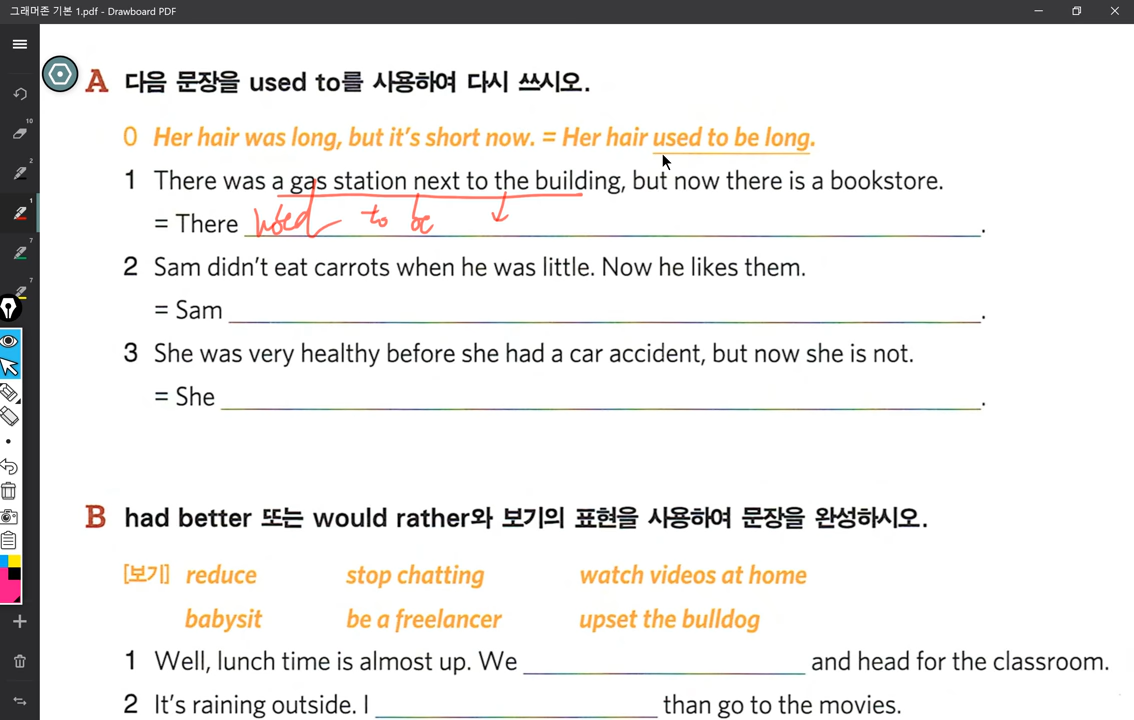 그래머존 기본 1.pdf - Drawboard PDF
A 다음 문장을 used to를 사용하여 다시 쓰시오.
0 Her hair was long, but it's short now. = Her hair used to be long.
1 There was a gas station next to the building, but now there is a bookstore.
= There used to be .
2 Sam didn't eat carrots when he was little. Now he likes them.
= Sam .
3 She was very healthy before she had a car accident, but now she is not.
= She .
B had better 또는 would rather와 보기의 표현을 사용하여 문장을 완성하시오.
[보기] reduce stop chatting watch videos at home
babysit be a freelancer upset the bulldog
1 Well, lunch time is almost up. We and head for the classroom.
2 It's raining outside. I than go to the movies.
10
2
1
7
7